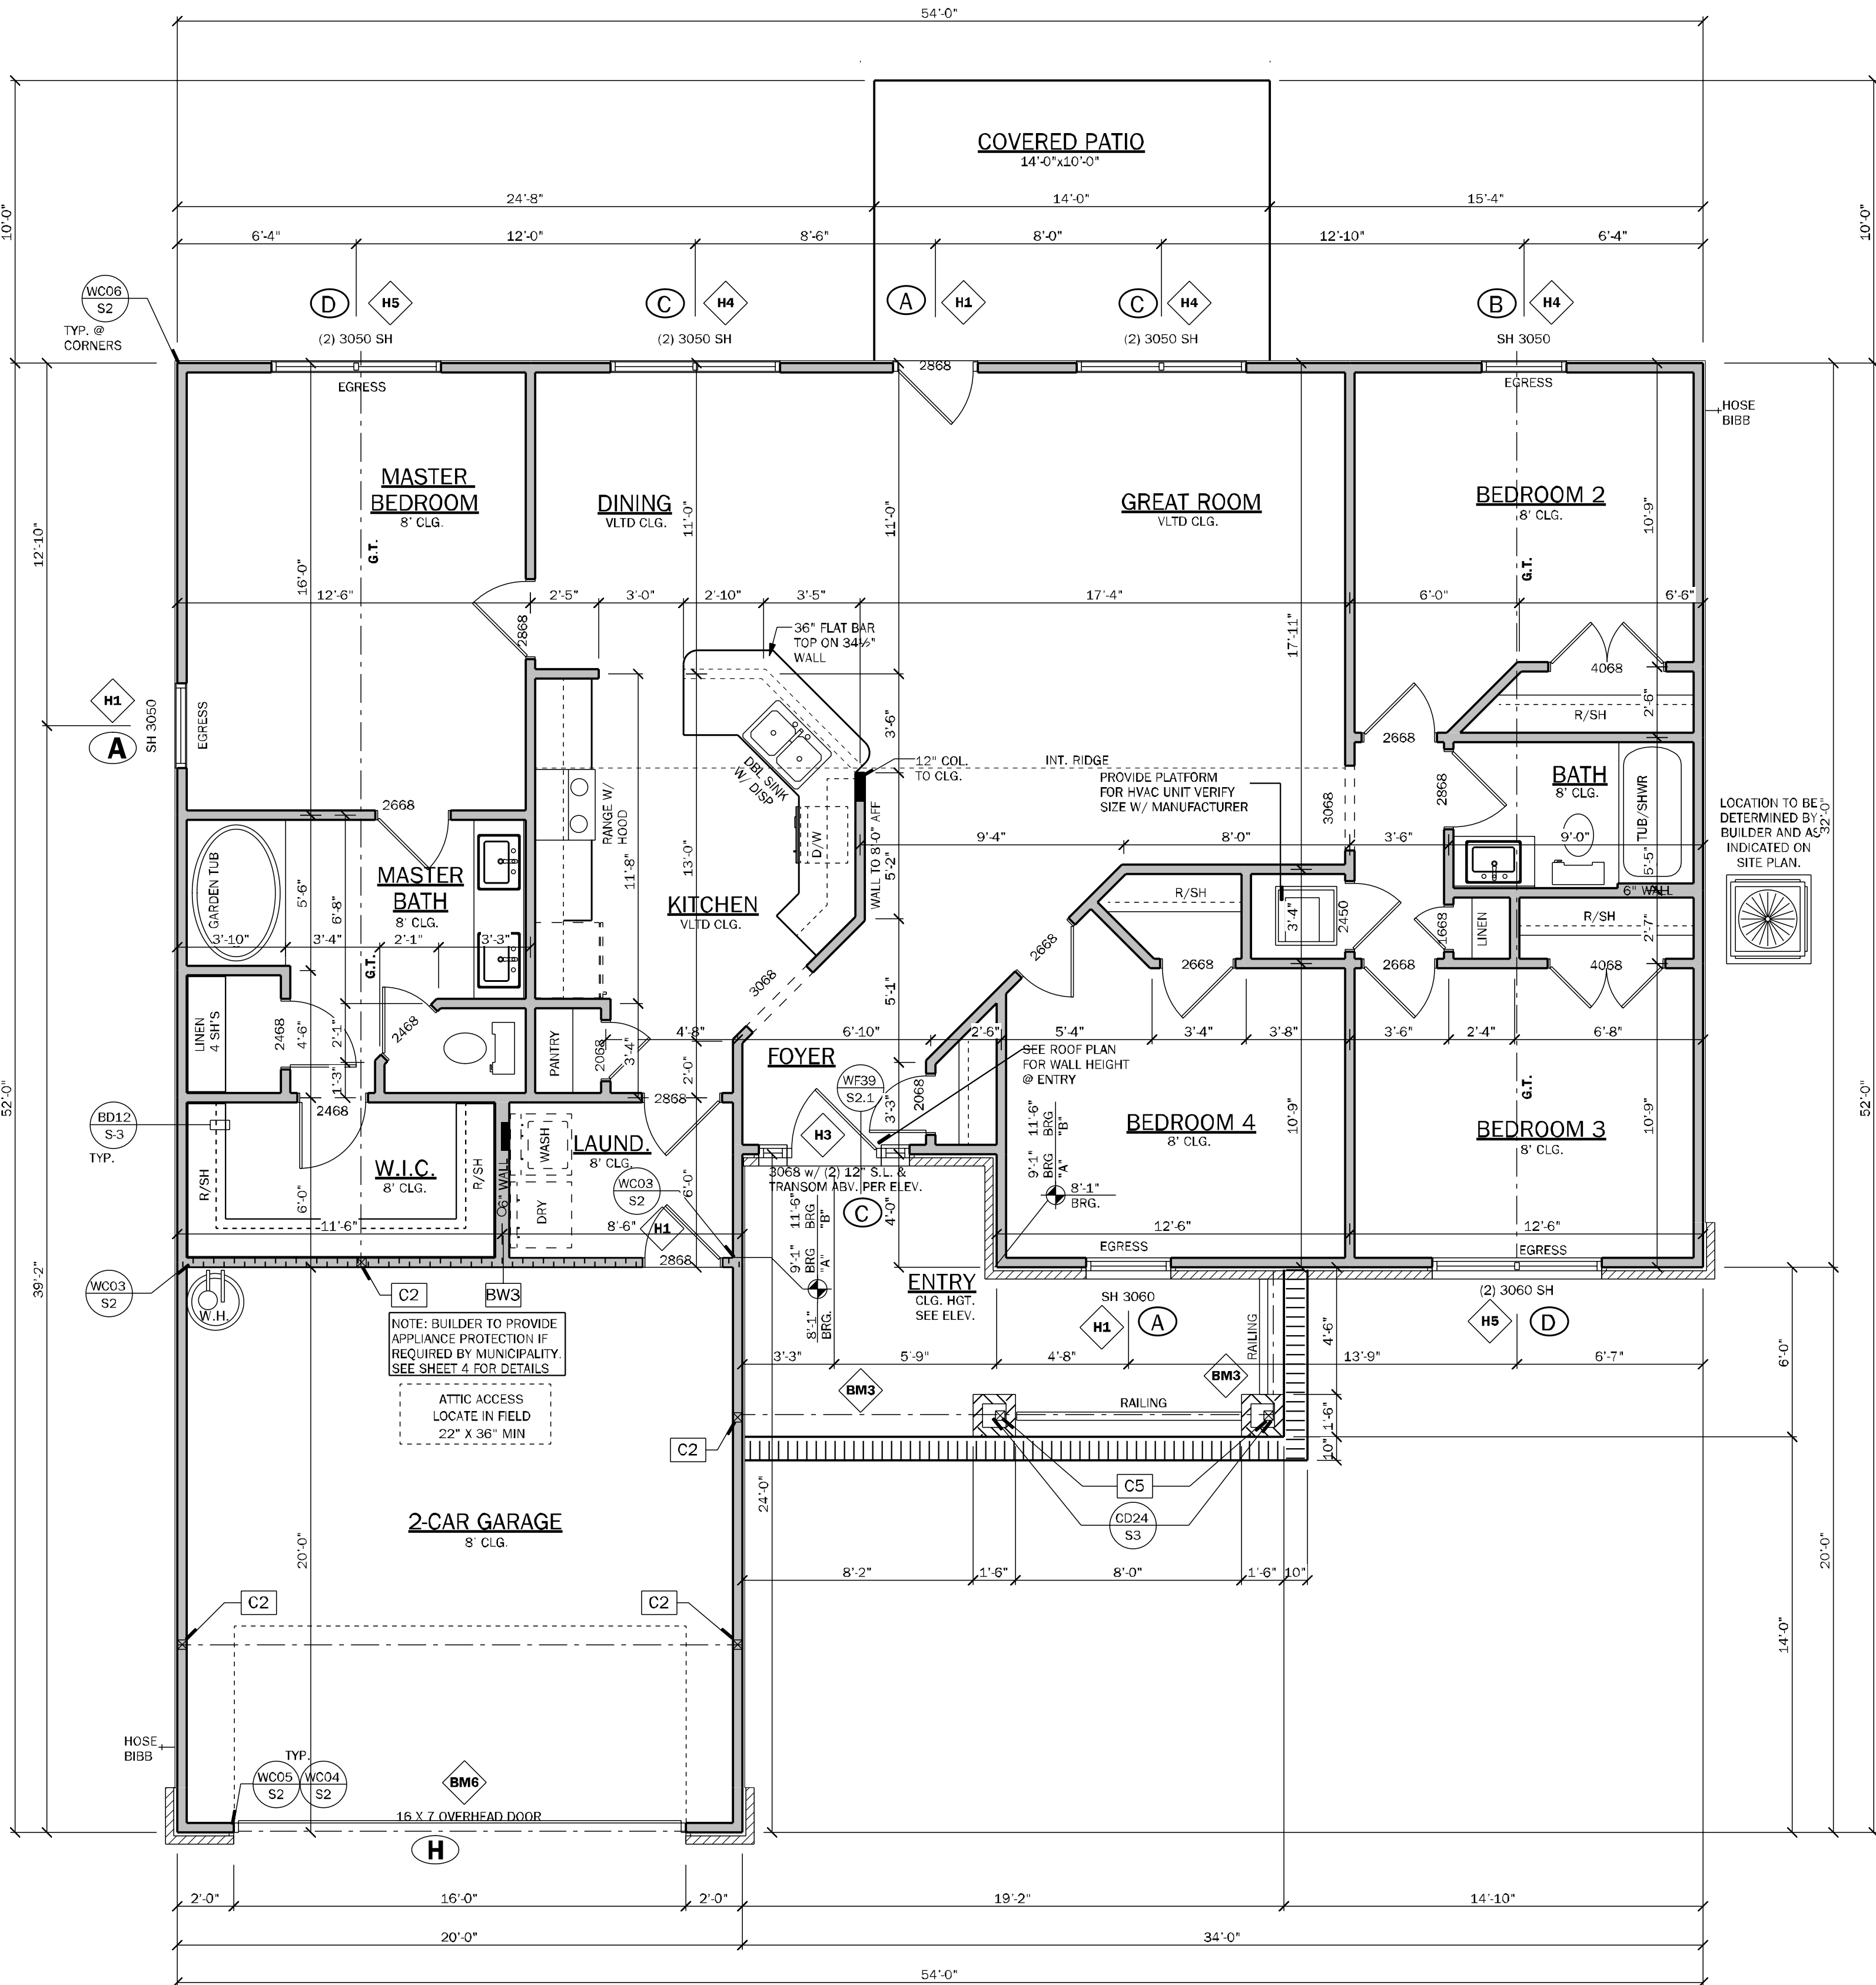 54'-0"
COVERED PATIO
14'-0"x10'-0"
24'-8"
14'-0"
15'-4"
10'-0"
10'-0"
6'-4"
12'-0"
8'-6"
8'-0"
12'-10"
6'-4"
WC06
S2
TYP. @
CORNERS
D
H5
(2) 3050 SH
C
H4
(2) 3050 SH
A
H1
C
H4
(2) 3050 SH
B
H4
SH 3050
EGRESS
2868
EGRESS
HOSE
BIBB
MASTER
BEDROOM
8' CLG.
G.T.
DINING
VLTD CLG.
11'-0"
11'-0"
GREAT ROOM
VLTD CLG.
BEDROOM 2
8' CLG.
10'-9"
G.T.
12'-10"
16'-0"
12'-6"
2'-5"
3'-0"
2'-10"
3'-5"
17'-4"
6'-0"
6'-6"
2868
36" FLAT BAR
TOP ON 34½"
WALL
17'-11"
4068
R/SH
2'-6"
H1
A
SH 3050
EGRESS
3'-6"
2668
DBL SINK
W/ DISP
12" COL.
TO CLG.
INT. RIDGE
PROVIDE PLATFORM
FOR HVAC UNIT VERIFY
SIZE W/ MANUFACTURER
3068
2868
BATH
8' CLG.
TUB/SHWR
LOCATION TO BE
DETERMINED BY
BUILDER AND AS
INDICATED ON
SITE PLAN.
32'-0"
2668
RANGE W/
HOOD
D/W
WALL TO 8'-0" AFF
5'-2"
9'-4"
8'-0"
3'-6"
9'-0"
5'-5"
6" WALL
GARDEN TUB
5'-6"
6'-8"
MASTER
BATH
8' CLG.
11'-8"
13'-0"
KITCHEN
VLTD CLG.
R/SH
3'-4"
2450
1668
LINEN
R/SH
2'-7"
3'-10"
3'-4"
2'-1"
3'-3"
G.T.
3068
2668
2668
2668
4068
5'-1"
LINEN
4 SH'S
2468
4'-6"
2'-1"
1'-3"
2468
PANTRY
2068
3'-4"
4'-8"
2'-0"
6'-10"
2'-6"
5'-4"
3'-4"
3'-8"
3'-6"
2'-4"
6'-8"
FOYER
WF39
S2.1
2068
3'-3"
SEE ROOF PLAN
FOR WALL HEIGHT
@ ENTRY
52'-0"
52'-0"
39'-2"
BD12
S-3
TYP.
2468
2868
R/SH
W.I.C.
8' CLG.
R/SH
6'-0"
6" WALL
WASH
DRY
LAUND.
8' CLG.
WC03
S2
6'-0"
H3
3068 w/ (2) 12" S.L. &
TRANSOM ABV. PER ELEV.
C
4'-0"
11'-6" BRG "B"
9'-1" BRG "A"
8'-1" BRG.
11'-6" BRG "B"
9'-1" BRG "A"
8'-1"
BRG.
BEDROOM 4
8' CLG.
10'-9"
BEDROOM 3
8' CLG.
G.T.
10'-9"
11'-6"
8'-6"
H1
2868
12'-6"
12'-6"
EGRESS
EGRESS
WC03
S2
W.H.
C2
BW3
NOTE: BUILDER TO PROVIDE
APPLIANCE PROTECTION IF
REQUIRED BY MUNICIPALITY.
SEE SHEET 4 FOR DETAILS
ATTIC ACCESS
LOCATE IN FIELD
22" X 36" MIN
ENTRY
CLG. HGT.
SEE ELEV.
SH 3060
H1
A
(2) 3060 SH
H5
D
RAILING
4'-6"
6'-0"
3'-3"
5'-9"
4'-8"
13'-9"
6'-7"
BM3
BM3
RAILING
1'-6"
10"
C2
24'-0"
C5
CD24
S3
2-CAR GARAGE
8' CLG.
20'-0"
8'-2"
1'-6"
8'-0"
1'-6"
10"
C2
C2
14'-0"
20'-0"
HOSE
BIBB
TYP.
WC05
S2
WC04
S2
BM6
16 X 7 OVERHEAD DOOR
H
2'-0"
16'-0"
2'-0"
19'-2"
14'-10"
20'-0"
34'-0"
54'-0"